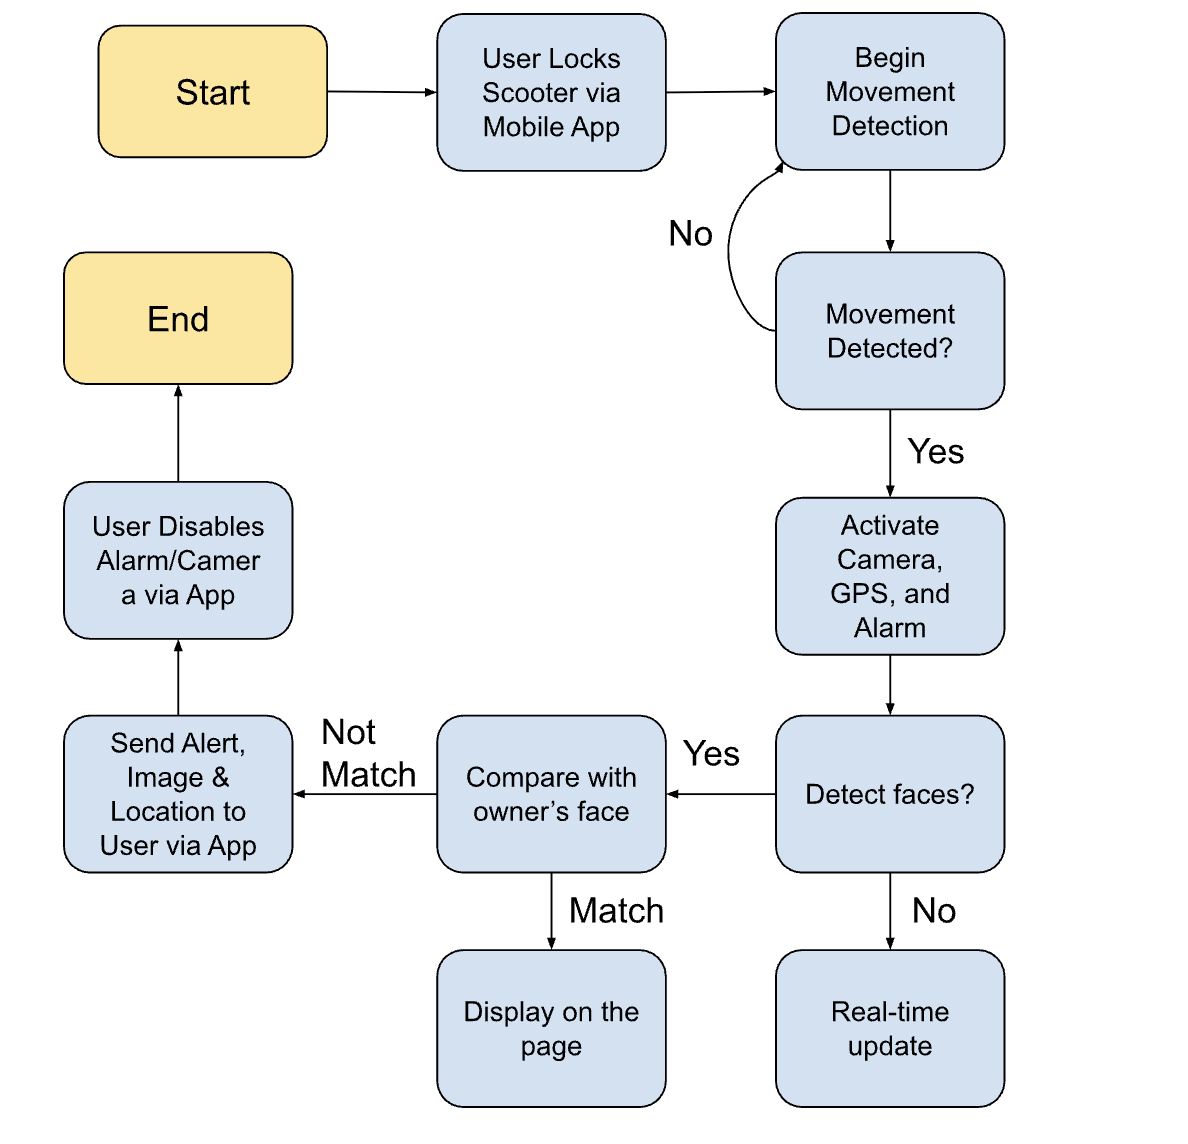 Start
User Locks
Scooter via
Mobile App
Begin
Movement
Detection
No
Movement
Detected?
Yes
Activate
Camera,
GPS, and
Alarm
Detect faces?
Yes
No
Real-time
update
Compare with
owner’s face
Match
Display on the
page
Not
Match
Send Alert,
Image &
Location to
User via App
User Disables
Alarm/Camer
a via App
End